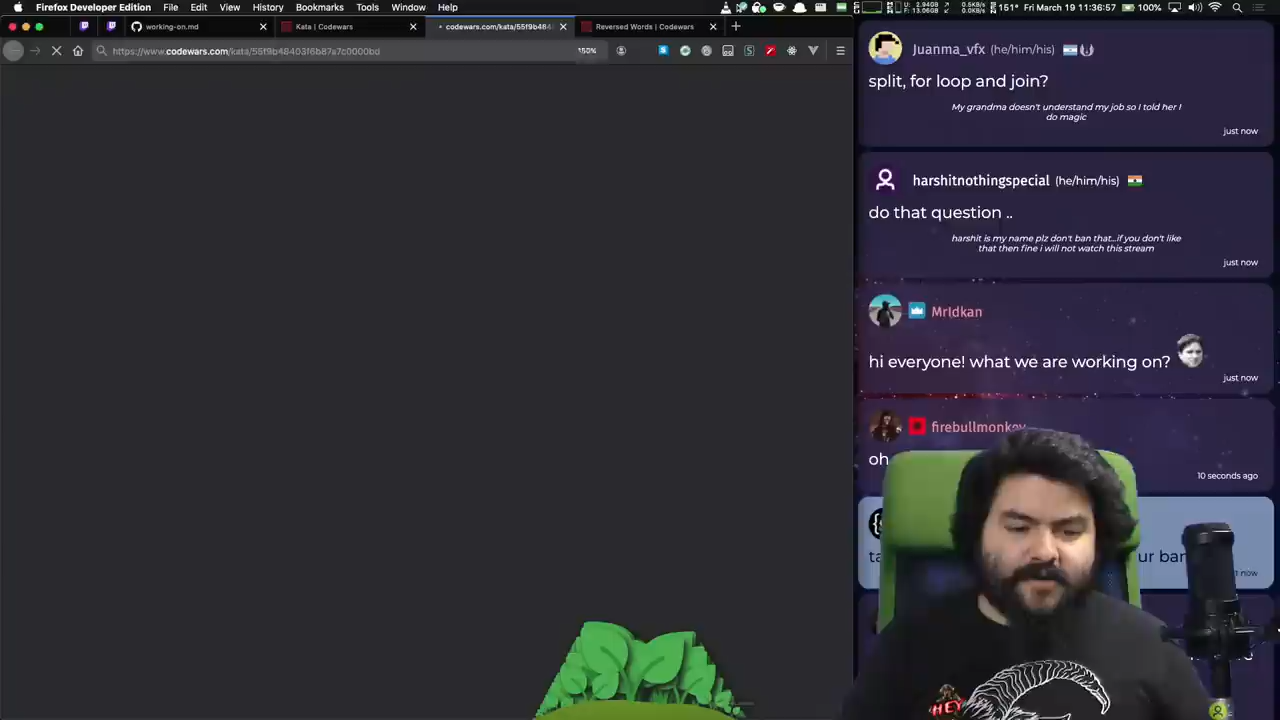 Firefox Developer Edition File Edit View History Bookmarks Tools Window Help
151° Fri March 19 11:36:57 100%
working-on.md
Kata | Codewars
codewars.com/kata/55f9b484
Reversed Words | Codewars
https://www.codewars.com/kata/55f9b48403f6b87a7c0000bd
150%
Juanma_vfx (he/him/his)
split, for loop and join?
My grandma doesn't understand my job so I told her I
do magic
just now
harshitnothingspecial (he/him/his)
do that question ..
harshit is my name plz don't ban that...if you don't like
that then fine i will not watch this stream
just now
MrIdkan
hi everyone! what we are working on?
just now
firebullmonkey
oh
10 seconds ago
HEY